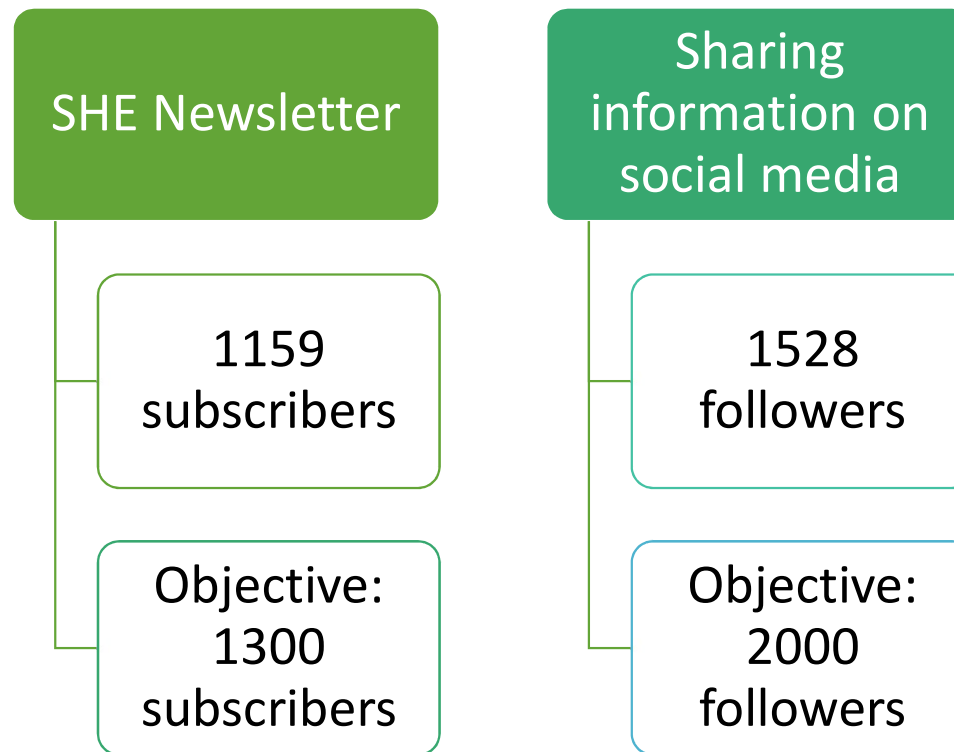 SHE Newsletter
1159
subscribers
Objective:
1300
subscribers
Sharing
information on
social media
1528
followers
Objective:
2000
followers